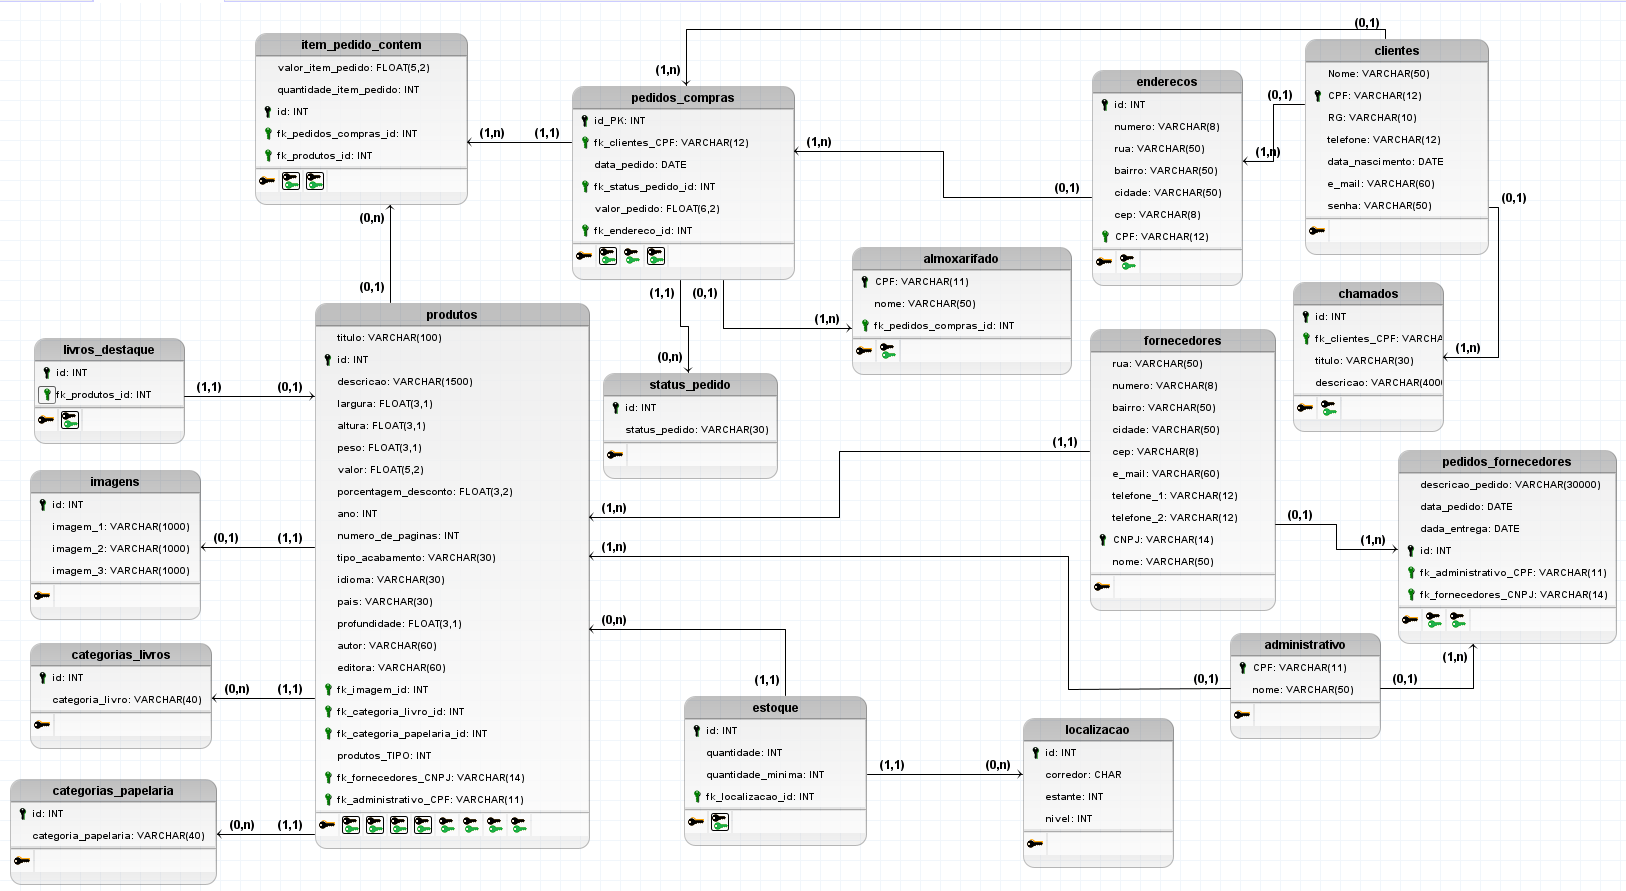 item_pedido_contem
valor_item_pedido: FLOAT(5,2)
quantidade_item_pedido: INT
id: INT
fk_pedidos_compras_id: INT
fk_produtos_id: INT
(0,n)
(0,1)
(1,n)
(1,1)
(0,1)
(1,n)
pedidos_compras
id_PK: INT
fk_clientes_CPF: VARCHAR(12)
data_pedido: DATE
fk_status_pedido_id: INT
valor_pedido: FLOAT(6,2)
fk_endereco_id: INT
(1,n)
(0,1)
(1,1)
(0,1)
(0,n)
(1,n)
enderecos
id: INT
numero: VARCHAR(8)
rua: VARCHAR(50)
bairro: VARCHAR(50)
cidade: VARCHAR(50)
cep: VARCHAR(8)
CPF: VARCHAR(12)
(0,1)
(1,n)
clientes
Nome: VARCHAR(50)
CPF: VARCHAR(12)
RG: VARCHAR(10)
telefone: VARCHAR(12)
data_nascimento: DATE
e_mail: VARCHAR(60)
senha: VARCHAR(50)
(0,1)
(1,n)
almoxarifado
CPF: VARCHAR(11)
nome: VARCHAR(50)
fk_pedidos_compras_id: INT
chamados
id: INT
fk_clientes_CPF: VARCHA
titulo: VARCHAR(30)
descricao: VARCHAR(400
status_pedido
id: INT
status_pedido: VARCHAR(30)
livros_destaque
id: INT
fk_produtos_id: INT
(1,1)
(0,1)
produtos
titulo: VARCHAR(100)
id: INT
descricao: VARCHAR(1500)
largura: FLOAT(3,1)
altura: FLOAT(3,1)
peso: FLOAT(3,1)
valor: FLOAT(5,2)
porcentagem_desconto: FLOAT(3,2)
ano: INT
numero_de_paginas: INT
tipo_acabamento: VARCHAR(30)
idioma: VARCHAR(30)
pais: VARCHAR(30)
profundidade: FLOAT(3,1)
autor: VARCHAR(60)
editora: VARCHAR(60)
fk_imagem_id: INT
fk_categoria_livro_id: INT
fk_categoria_papelaria_id: INT
produtos_TIPO: INT
fk_fornecedores_CNPJ: VARCHAR(14)
fk_administrativo_CPF: VARCHAR(11)
fornecedores
rua: VARCHAR(50)
numero: VARCHAR(8)
bairro: VARCHAR(50)
cidade: VARCHAR(50)
cep: VARCHAR(8)
e_mail: VARCHAR(60)
telefone_1: VARCHAR(12)
telefone_2: VARCHAR(12)
CNPJ: VARCHAR(14)
nome: VARCHAR(50)
(1,1)
(1,n)
(0,1)
(1,n)
pedidos_fornecedores
descricao_pedido: VARCHAR(30000)
data_pedido: DATE
dada_entrega: DATE
id: INT
fk_administrativo_CPF: VARCHAR(11)
fk_fornecedores_CNPJ: VARCHAR(14)
imagens
id: INT
imagem_1: VARCHAR(1000)
imagem_2: VARCHAR(1000)
imagem_3: VARCHAR(1000)
(0,1)
(1,1)
(1,n)
(0,1)
administrativo
CPF: VARCHAR(11)
nome: VARCHAR(50)
(0,1)
(1,n)
categorias_livros
id: INT
categoria_livro: VARCHAR(40)
(0,n)
(1,1)
(0,n)
(1,1)
estoque
id: INT
quantidade: INT
quantidade_minima: INT
fk_localizacao_id: INT
(1,1)
(0,n)
localizacao
id: INT
corredor: CHAR
estante: INT
nivel: INT
categorias_papelaria
id: INT
categoria_papelaria: VARCHAR(40)
(0,n)
(1,1)